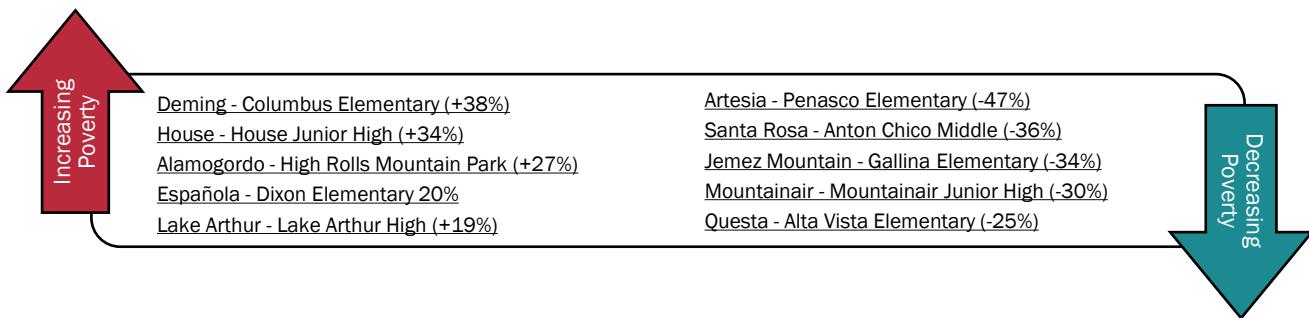 Increasing
Poverty
Deming - Columbus Elementary (+38%)
House - House Junior High (+34%)
Alamogordo - High Rolls Mountain Park (+27%)
Española - Dixon Elementary 20%
Lake Arthur - Lake Arthur High (+19%)
Artesia - Penasco Elementary (-47%)
Santa Rosa - Anton Chico Middle (-36%)
Jemez Mountain - Gallina Elementary (-34%)
Mountainair - Mountainair Junior High (-30%)
Questa - Alta Vista Elementary (-25%)
Decreasing
Poverty